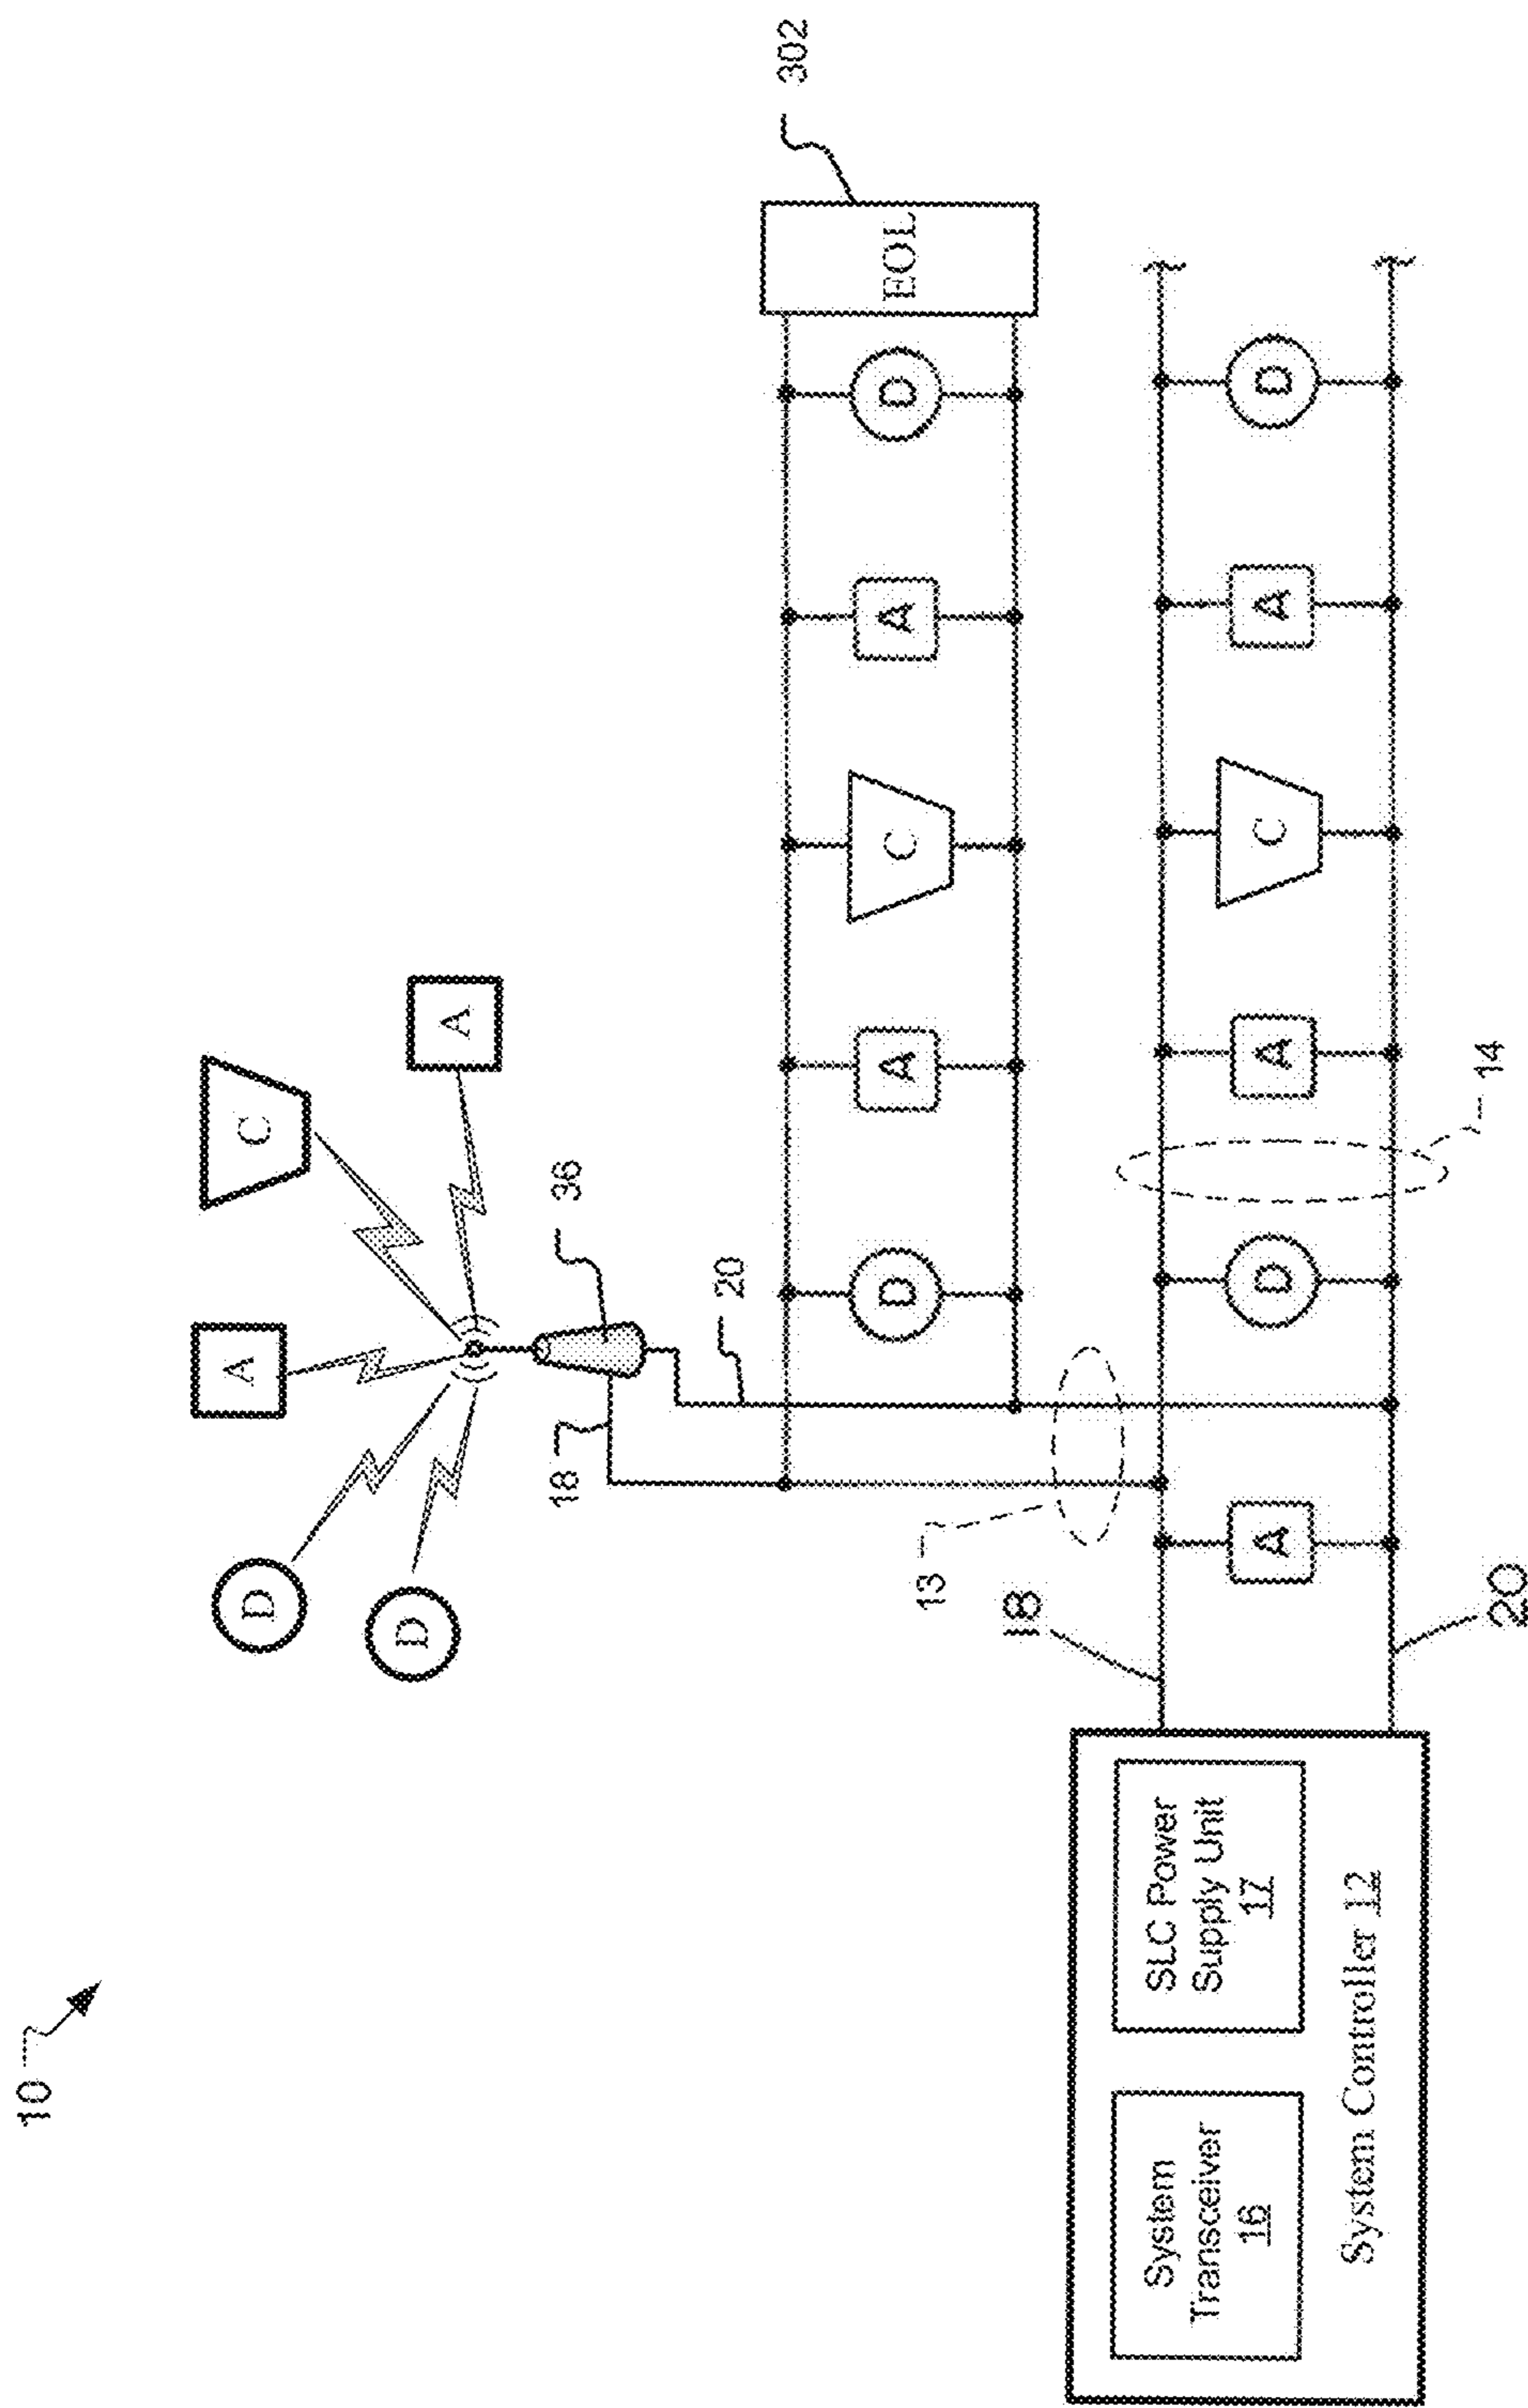 10
D
A
C
D
A
18
36
20
302
D
A
C
A
D
EOL
13
18
System
Transceiver
16
SLC Power
Supply Unit
17
System Controller 12
A
D
A
C
A
D
14
20